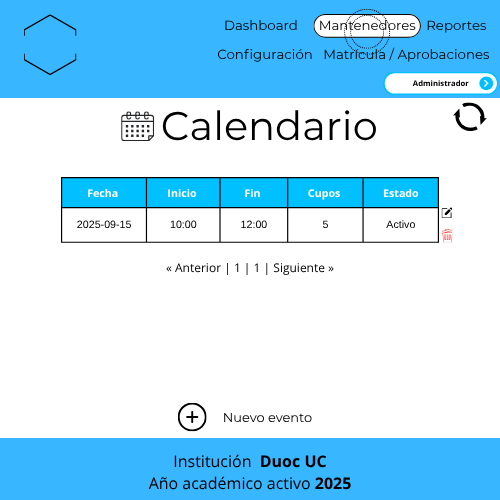 Dashboard Mantenedores Reportes
Configuración Matrícula / Aprobaciones
Administrador
Calendario
Fecha Inicio Fin Cupos Estado
2025-09-15 10:00 12:00 5 Activo
« Anterior | 1 | 1 | Siguiente »
Nuevo evento
Institución Duoc UC
Año académico activo 2025